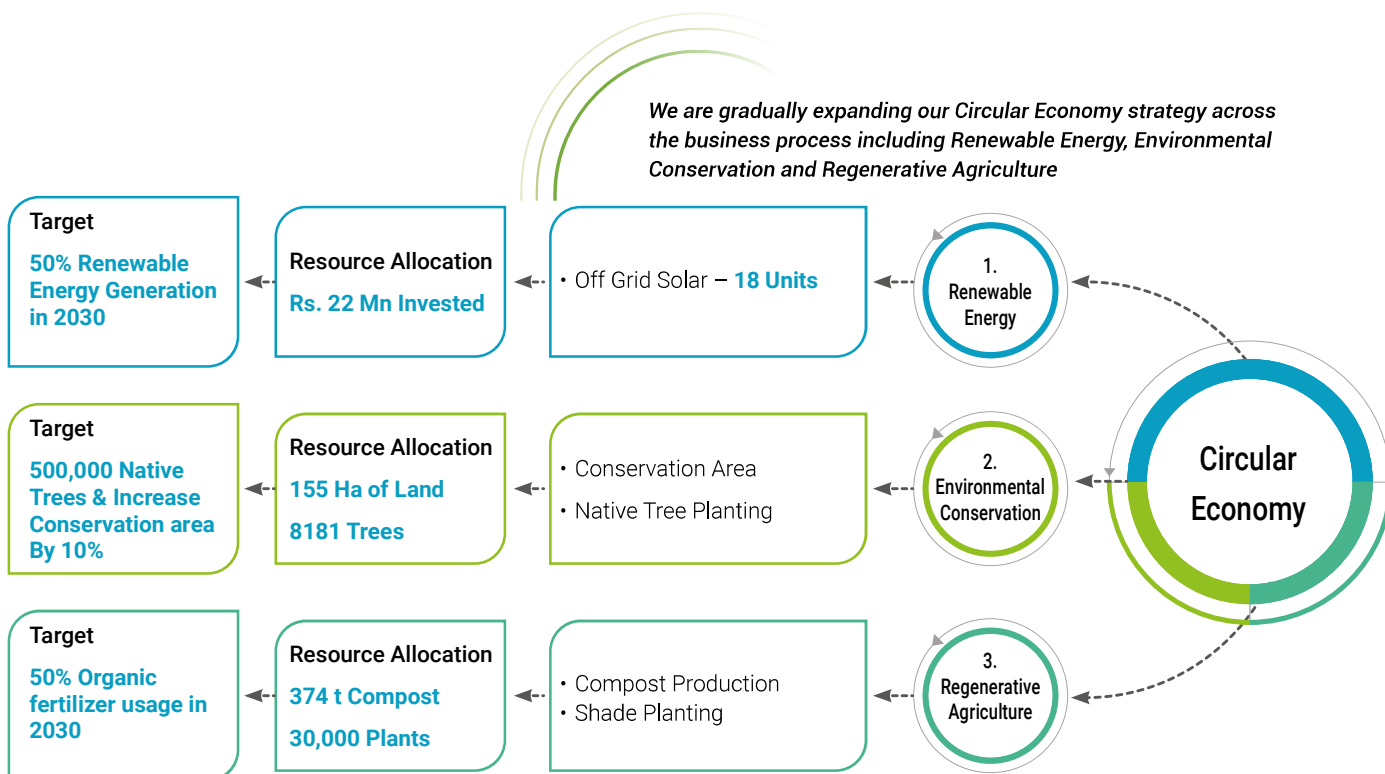 We are gradually expanding our Circular Economy strategy across
the business process including Renewable Energy, Environmental
Conservation and Regenerative Agriculture
Target
50% Renewable
Energy Generation
in 2030
Resource Allocation
Rs. 22 Mn Invested
• Off Grid Solar – 18 Units
1.
Renewable
Energy
Target
500,000 Native
Trees & Increase
Conservation area
By 10%
Resource Allocation
155 Ha of Land
8181 Trees
• Conservation Area
• Native Tree Planting
2.
Environmental
Conservation
Circular
Economy
Target
50% Organic
fertilizer usage in
2030
Resource Allocation
374 t Compost
30,000 Plants
• Compost Production
• Shade Planting
3.
Regenerative
Agriculture